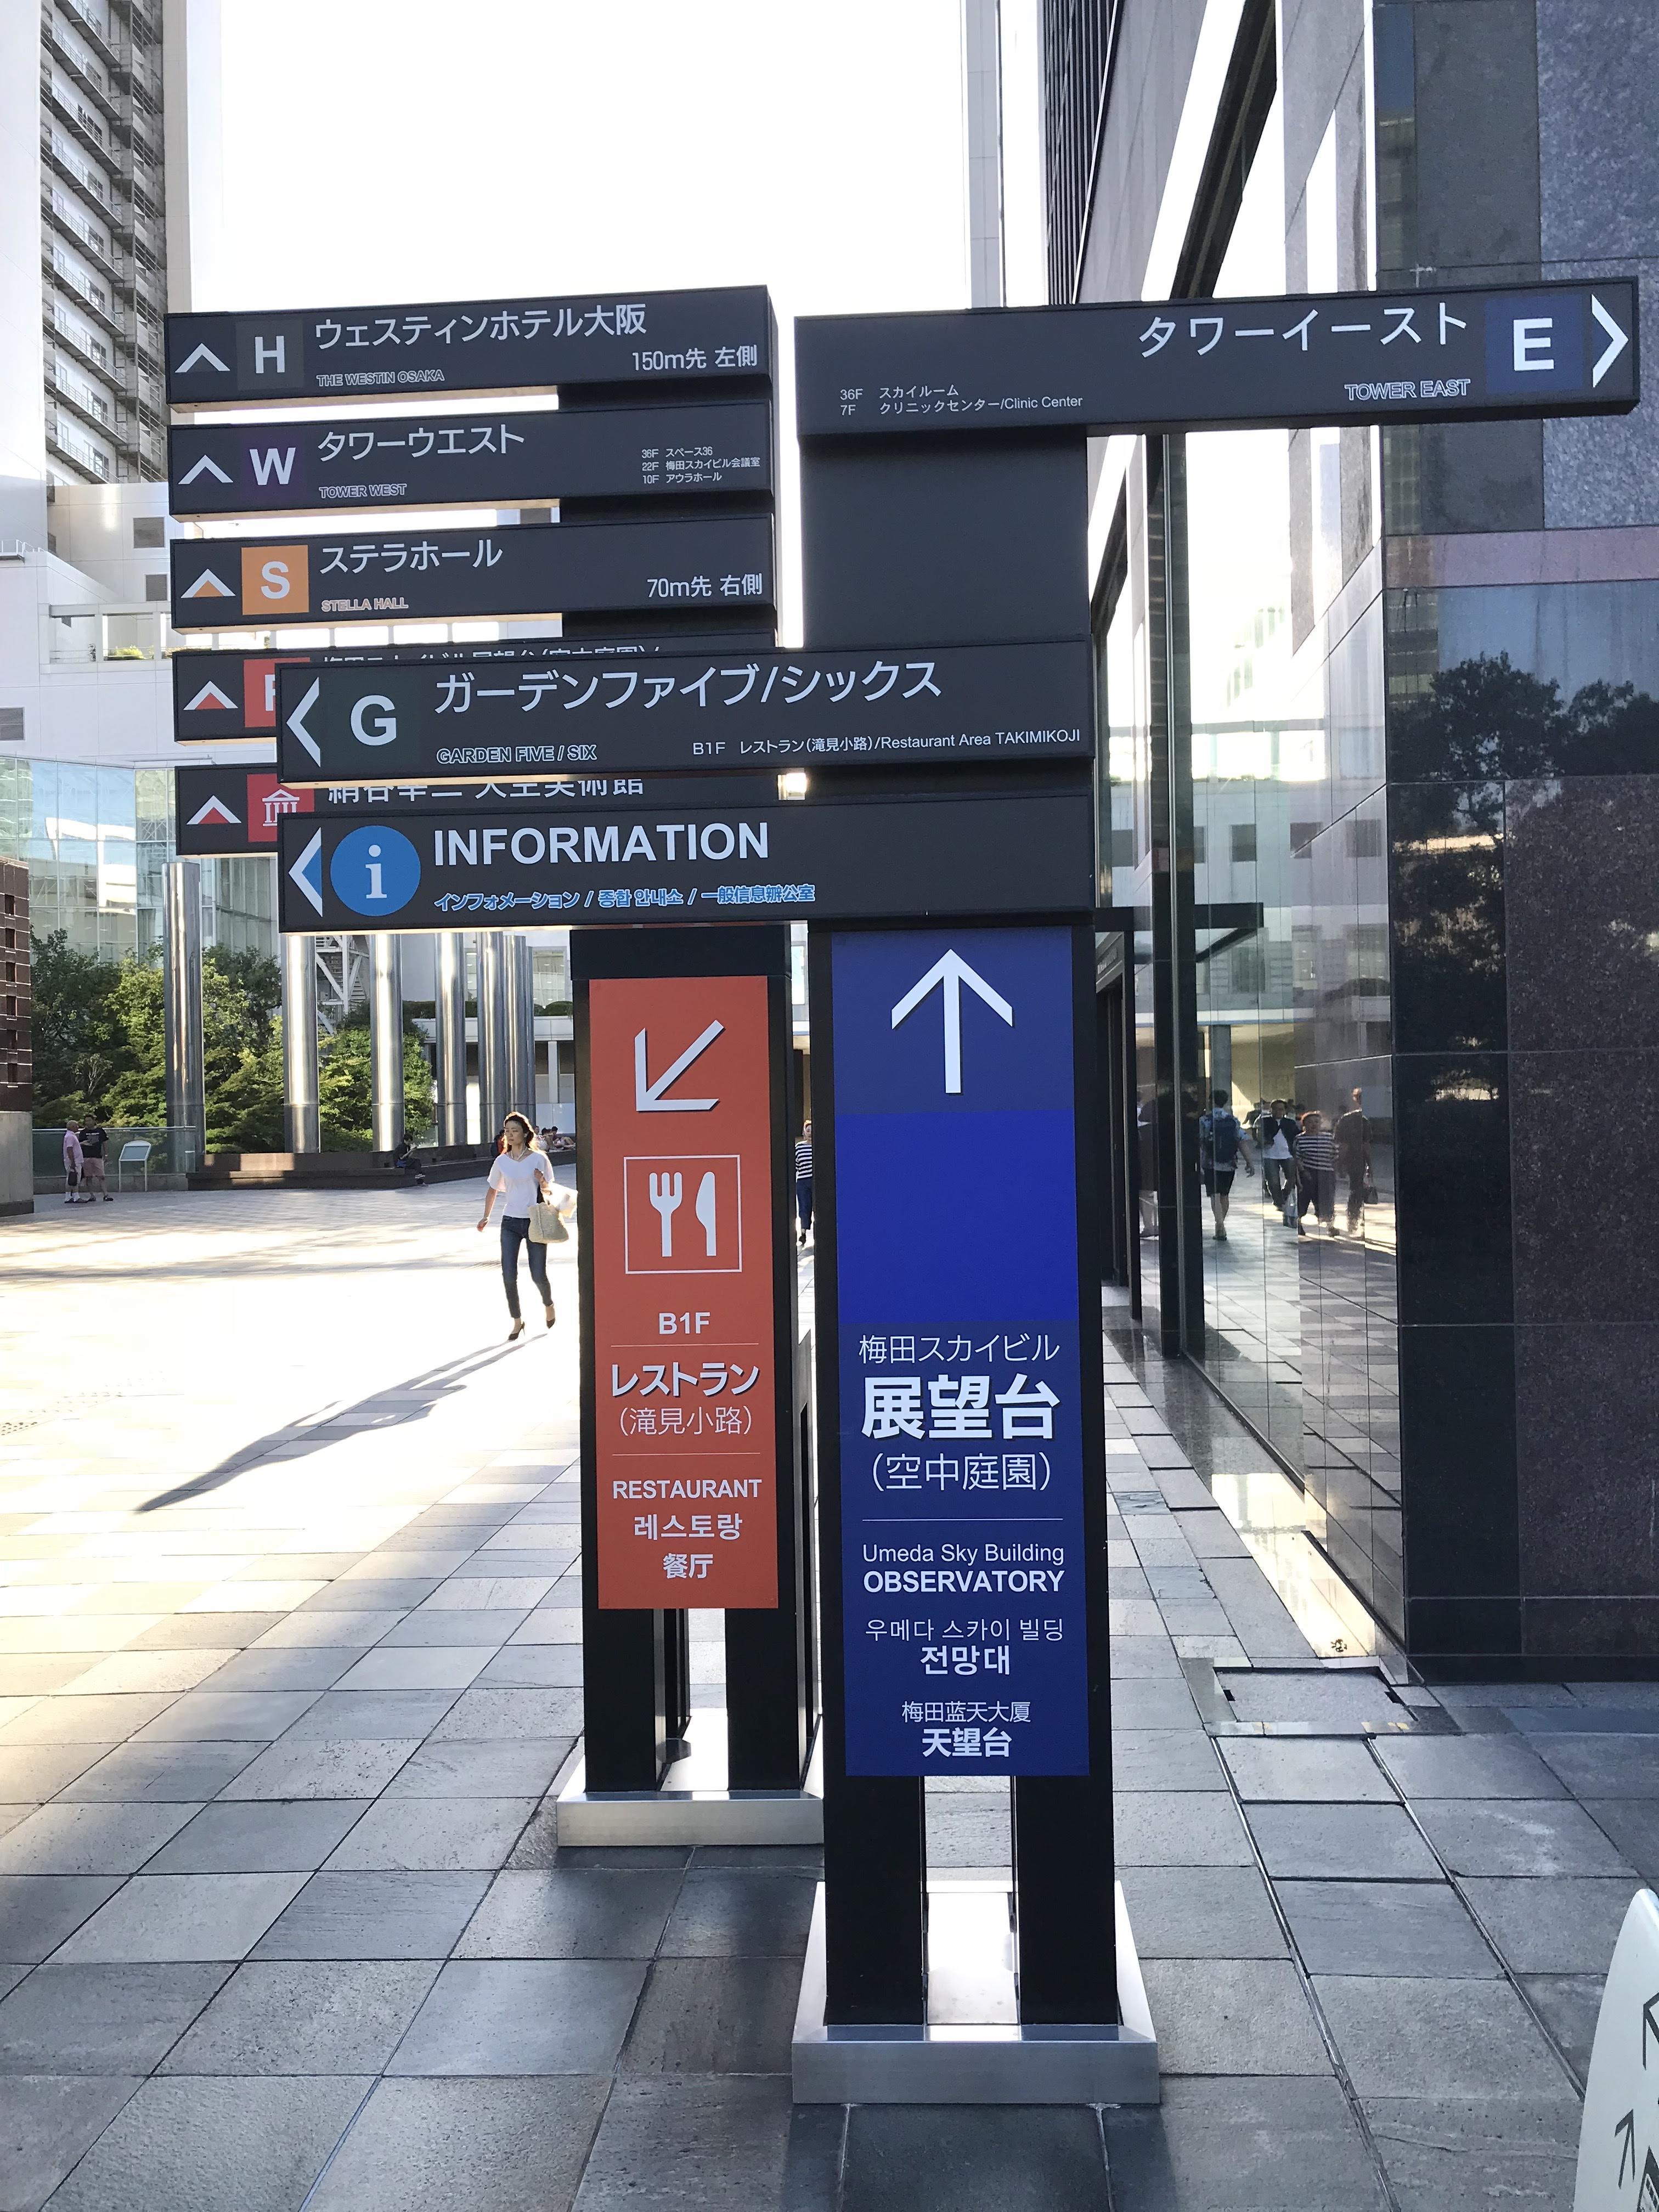 H ウェスティンホテル大阪
THE WESTIN OSAKA
150m先 左側
W タワーウエスト
TOWER WEST
36F スペース36
22F 梅田スカイビル会議室
10F アウラホール
S ステラホール
STELLA HALL
70m先 右側
タワーイースト E
TOWER EAST
36F スカイルーム
7F クリニックセンター/Clinic Center
G ガーデンファイブ/シックス
GARDEN FIVE / SIX
B1F レストラン(滝見小路)/Restaurant Area TAKIMIKOJI
i INFORMATION
インフォメーション / 종합 안내소 / 一般信息辦公室
B1F
レストラン
(滝見小路)
RESTAURANT
레스토랑
餐厅
梅田スカイビル
展望台
(空中庭園)
Umeda Sky Building
OBSERVATORY
우메다 스카이 빌딩
전망대
梅田蓝天大厦
天望台